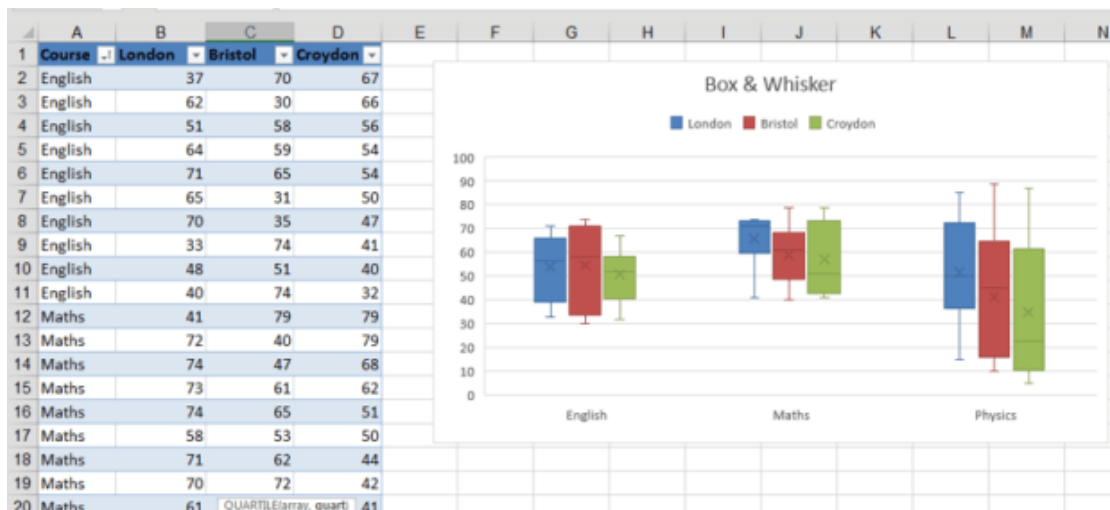 A B C D E F G H I J K L M N
1 Course London Bristol Croydon
2 English 37 70 67
3 English 62 30 66
4 English 51 58 56
5 English 64 59 54
6 English 71 65 54
7 English 65 31 50
8 English 70 35 47
9 English 33 74 41
10 English 48 51 40
11 English 40 74 32
12 Maths 41 79 79
13 Maths 72 40 79
14 Maths 74 47 68
15 Maths 73 61 62
16 Maths 74 65 51
17 Maths 58 53 50
18 Maths 71 62 44
19 Maths 70 72 42
20 Maths 61 QUARTILE(array, quart) 41
Box & Whisker
London Bristol Croydon
100
90
80
70
60
50
40
30
20
10
0
English Maths Physics